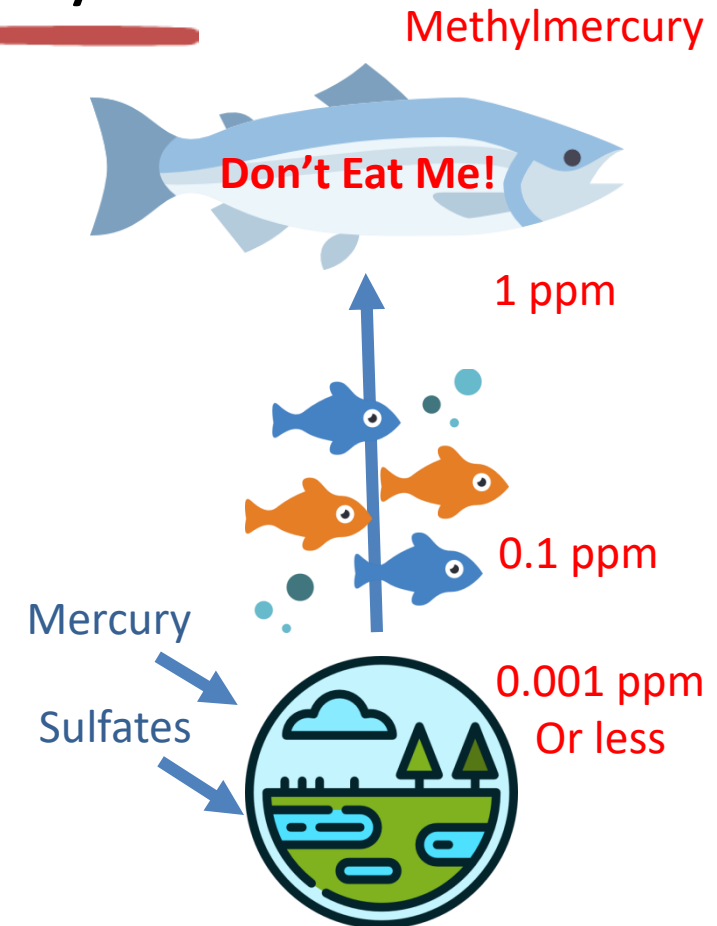 Methylmercury
Don't Eat Me!
1 ppm
0.1 ppm
Mercury
0.001 ppm
Sulfates
Or less